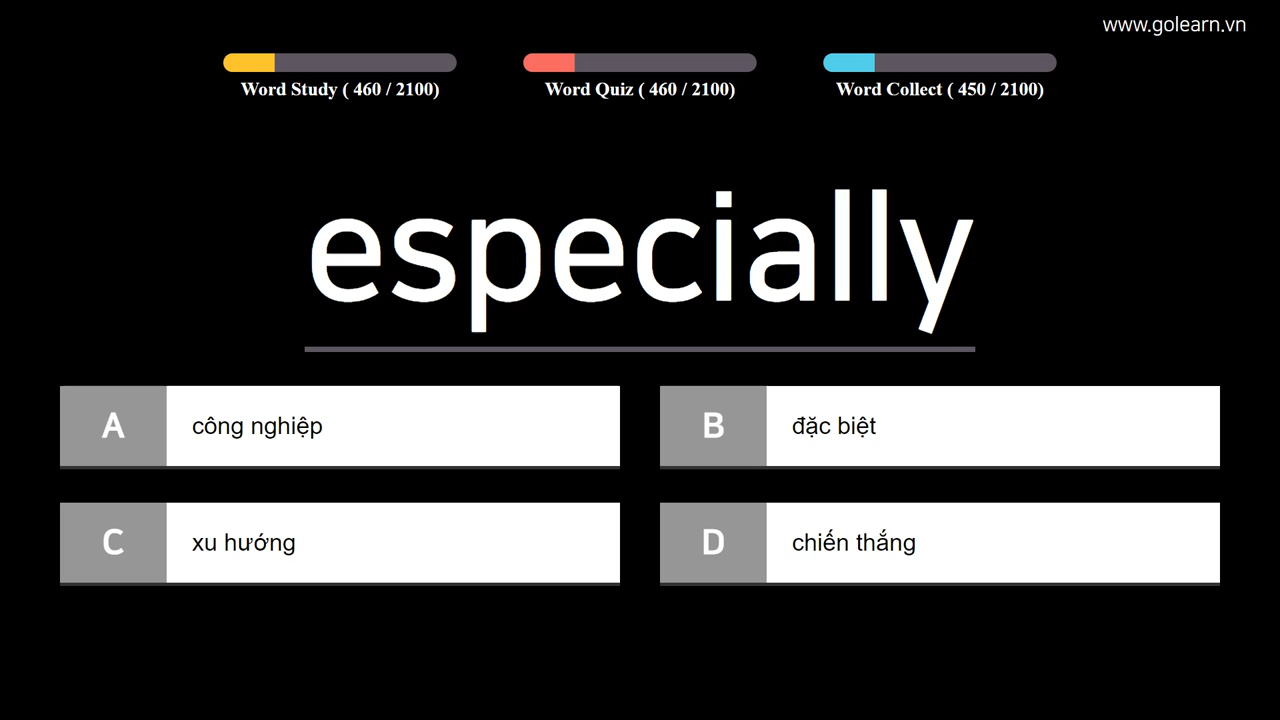 www.golearn.vn
Word Study ( 460 / 2100)
Word Quiz ( 460 / 2100)
Word Collect ( 450 / 2100)
especially
A công nghiệp
B đặc biệt
C xu hướng
D chiến thắng